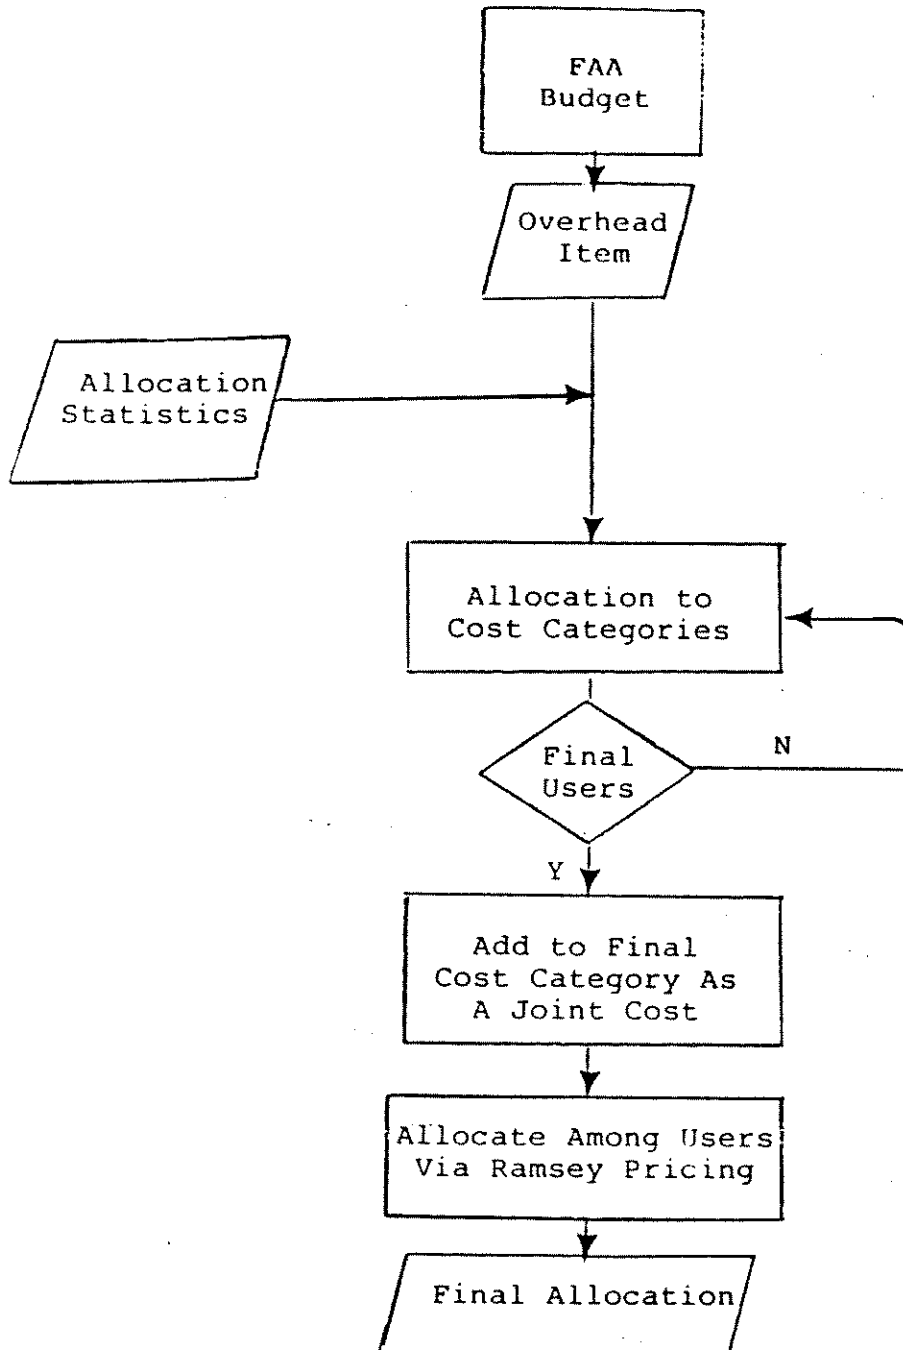 FAA
Budget
Overhead
Item
Allocation
Statistics
Allocation to
Cost Categories
Final
Users
N
Y
Add to Final
Cost Category As
A Joint Cost
Allocate Among Users
Via Ramsey Pricing
Final Allocation